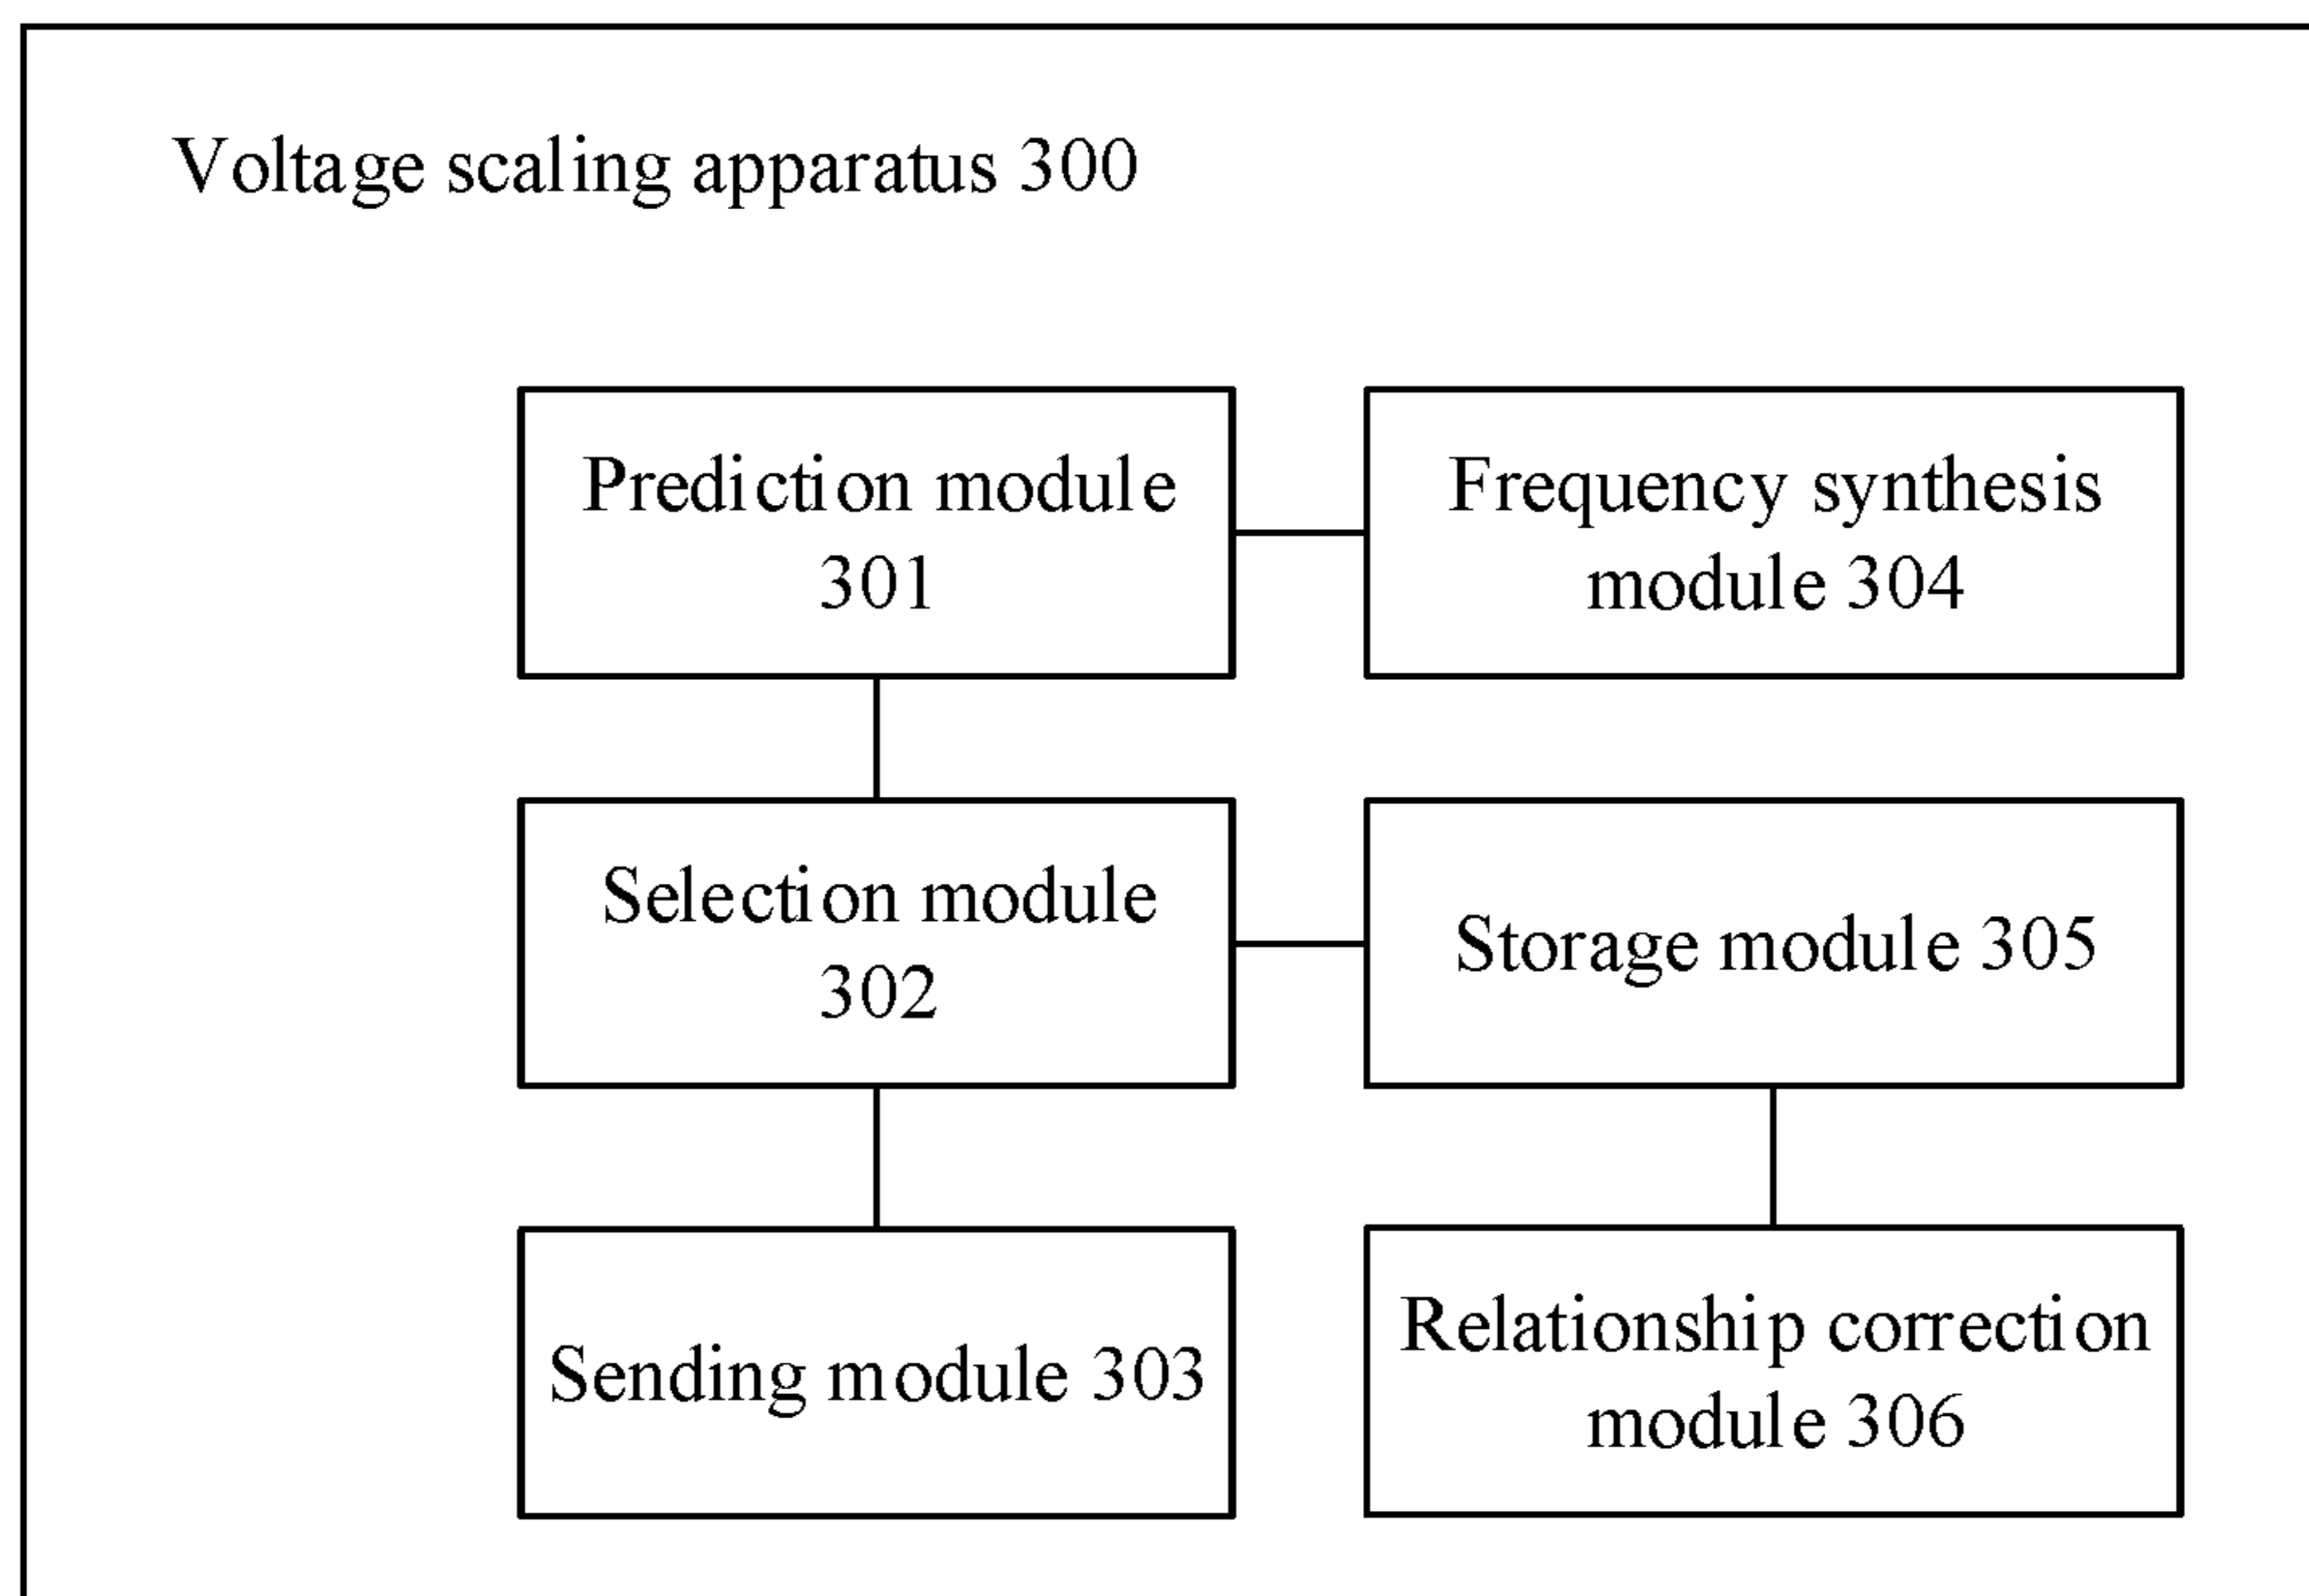 Voltage scaling apparatus 300
Prediction module
301
Frequency synthesis
module 304
Selection module
302
Storage module 305
Sending module 303
Relationship correction
module 306